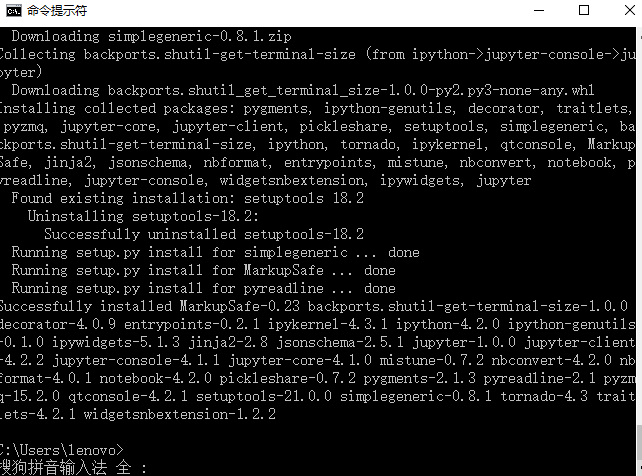 命令提示符
Downloading simplegeneric-0.8.1.zip
Collecting backports.shutil-get-terminal-size (from ipython->jupyter-console->ju
pyter)
Downloading backports.shutil_get_terminal_size-1.0.0-py2.py3-none-any.whl
Installing collected packages: pygments, ipython-genutils, decorator, traitlets,
pyzmq, jupyter-core, jupyter-client, pickleshare, setuptools, simplegeneric, ba
ckports.shutil-get-terminal-size, ipython, tornado, ipykernel, qtconsole, Markup
Safe, jinja2, jsonschema, nbformat, entrypoints, mistune, nbconvert, notebook, p
yreadline, jupyter-console, widgetsnbextension, ipywidgets, jupyter
Found existing installation: setuptools 18.2
Uninstalling setuptools-18.2:
Successfully uninstalled setuptools-18.2
Running setup.py install for simplegeneric ... done
Running setup.py install for MarkupSafe ... done
Running setup.py install for pyreadline ... done
Successfully installed MarkupSafe-0.23 backports.shutil-get-terminal-size-1.0.0
decorator-4.0.9 entrypoints-0.2.1 ipykernel-4.3.1 ipython-4.2.0 ipython-genutils
-0.1.0 ipywidgets-5.1.3 jinja2-2.8 jsonschema-2.5.1 jupyter-1.0.0 jupyter-client
-4.2.2 jupyter-console-4.1.1 jupyter-core-4.1.0 mistune-0.7.2 nbconvert-4.2.0 nb
format-4.0.1 notebook-4.2.0 pickleshare-0.7.2 pygments-2.1.3 pyreadline-2.1 pyzm
q-15.2.0 qtconsole-4.2.1 setuptools-21.0.0 simplegeneric-0.8.1 tornado-4.3 trait
lets-4.2.1 widgetsnbextension-1.2.2
C:\Users\lenovo>
搜狗拼音输入法 全 :